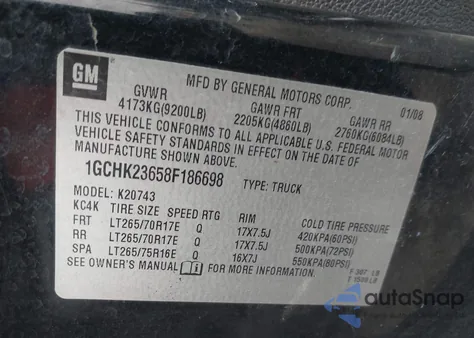 GM
MFD BY GENERAL MOTORS CORP. 01/08
GVWR GAWR FRT GAWR RR
4173KG(9200LB) 2205KG(4860LB) 2760KG(6084LB)
THIS VEHICLE CONFORMS TO ALL APPLICABLE U.S. FEDERAL MOTOR
VEHICLE SAFETY STANDARDS IN EFFECT ON THE DATE OF
MANUFACTURE SHOWN ABOVE.
1GCHK23658F186698 TYPE: TRUCK
MODEL: K20743
KC4K TIRE SIZE SPEED RTG RIM COLD TIRE PRESSURE
FRT LT265/70R17E Q 17X7.5J 420KPA(60PSI)
RR LT265/70R17E Q 17X7.5J 500KPA(72PSI)
SPA LT265/75R16E Q 16X7J 550KPA(80PSI)
SEE OWNER'S MANUAL FOR MORE INFORMATION.
autoSnap